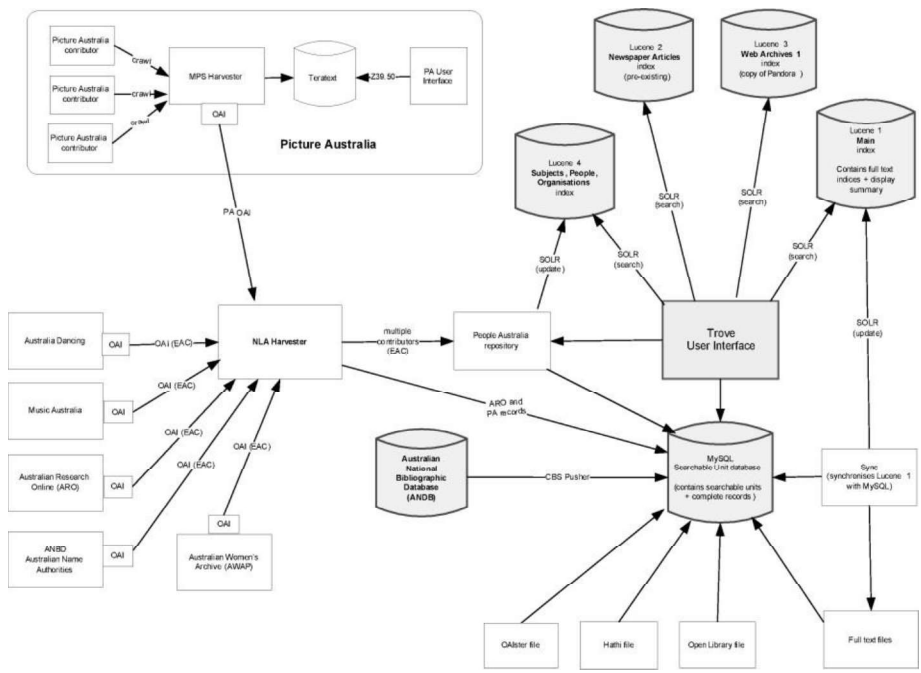 Picture Australia
contributor
crawl
Picture Australia
contributor
crawl
Picture Australia
contributor
crawl
MPS Harvester
OAI
Teratext
Z39.50
PA User
Interface
Picture Australia
PA OAI
Lucene 2
Newspaper Articles
index
(pre-existing)
Lucene 3
Web Archives 1
index
(copy of Pandora )
Lucene 4
Subjects, People,
Organisations
index
Lucene 1
Main
index
Contains full text
indices + display
summary
SOLR
(search)
SOLR
(search)
SOLR
(update)
SOLR
(search)
SOLR
(search)
SOLR
(update)
Australia Dancing
OAI
OAI (EAC)
NLA Harvester
multiple
contributors
(EAC)
People Australia
repository
Trove
User Interface
Music Australia
OAI
OAI (EAC)
Australian Research
Online (ARO)
OAI
OAI (EAC)
ANBD
Australian Name
Authorities
OAI
OAI (EAC)
Australian Women's
Archive (AWAP)
OAI
OAI (EAC)
ARO and
PA records
Australian
National
Bibliographic
Database
(ANDB)
CBS Pusher
MySQL
Searchable Unit database
(contains searchable units
+ complete records )
Sync
(synchronises Lucene 1
with MySQL)
OAIster file
Hathi file
Open Library file
Full text files